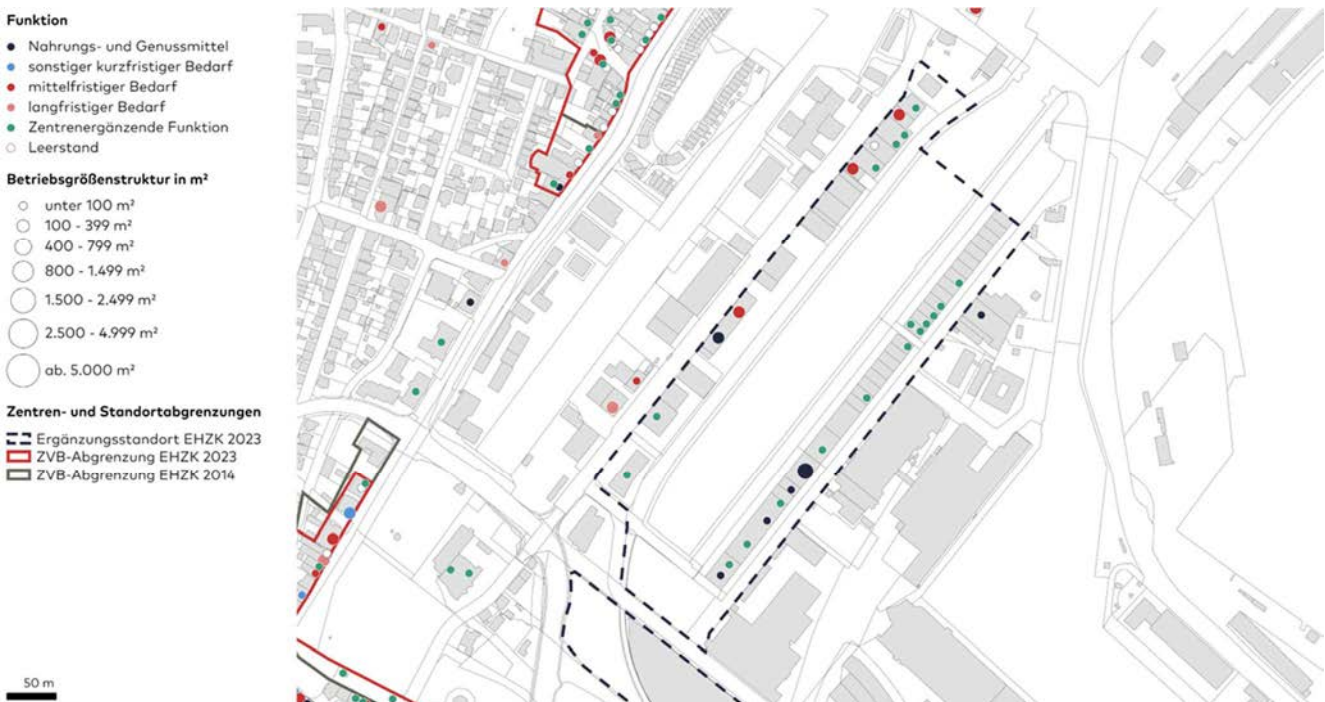 Funktion
Nahrungs- und Genussmittel
sonstiger kurzfristiger Bedarf
mittelfristiger Bedarf
langfristiger Bedarf
Zentrenergänzende Funktion
Leerstand
Betriebsgrößenstruktur in m²
unter 100 m²
100 - 399 m²
400 - 799 m²
800 - 1.499 m²
1.500 - 2.499 m²
2.500 - 4.999 m²
ab. 5.000 m²
Zentren- und Standortabgrenzungen
Ergänzungsstandort EHZK 2023
ZVB-Abgrenzung EHZK 2023
ZVB-Abgrenzung EHZK 2014
50 m